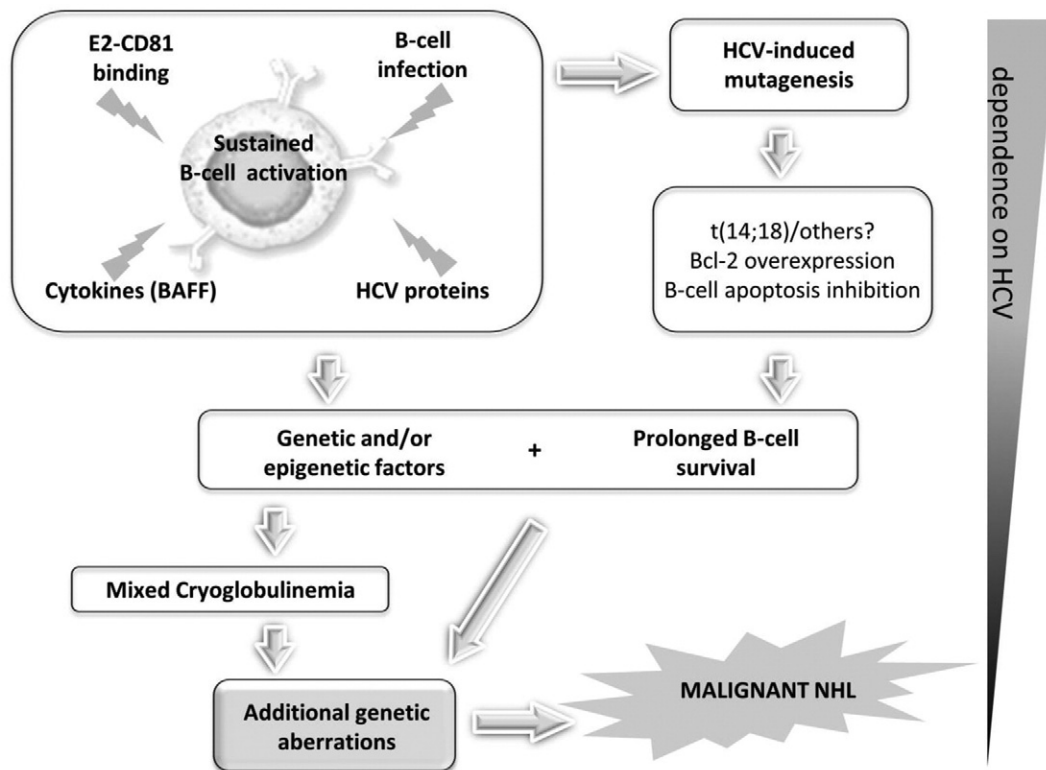 E2-CD81
binding
B-cell
infection
Sustained
B-cell activation
Cytokines (BAFF)
HCV proteins
HCV-induced
mutagenesis
t(14;18)/others?
Bcl-2 overexpression
B-cell apoptosis inhibition
dependence on HCV
Genetic and/or
epigenetic factors
+
Prolonged B-cell
survival
Mixed Cryoglobulinemia
Additional genetic
aberrations
MALIGNANT NHL